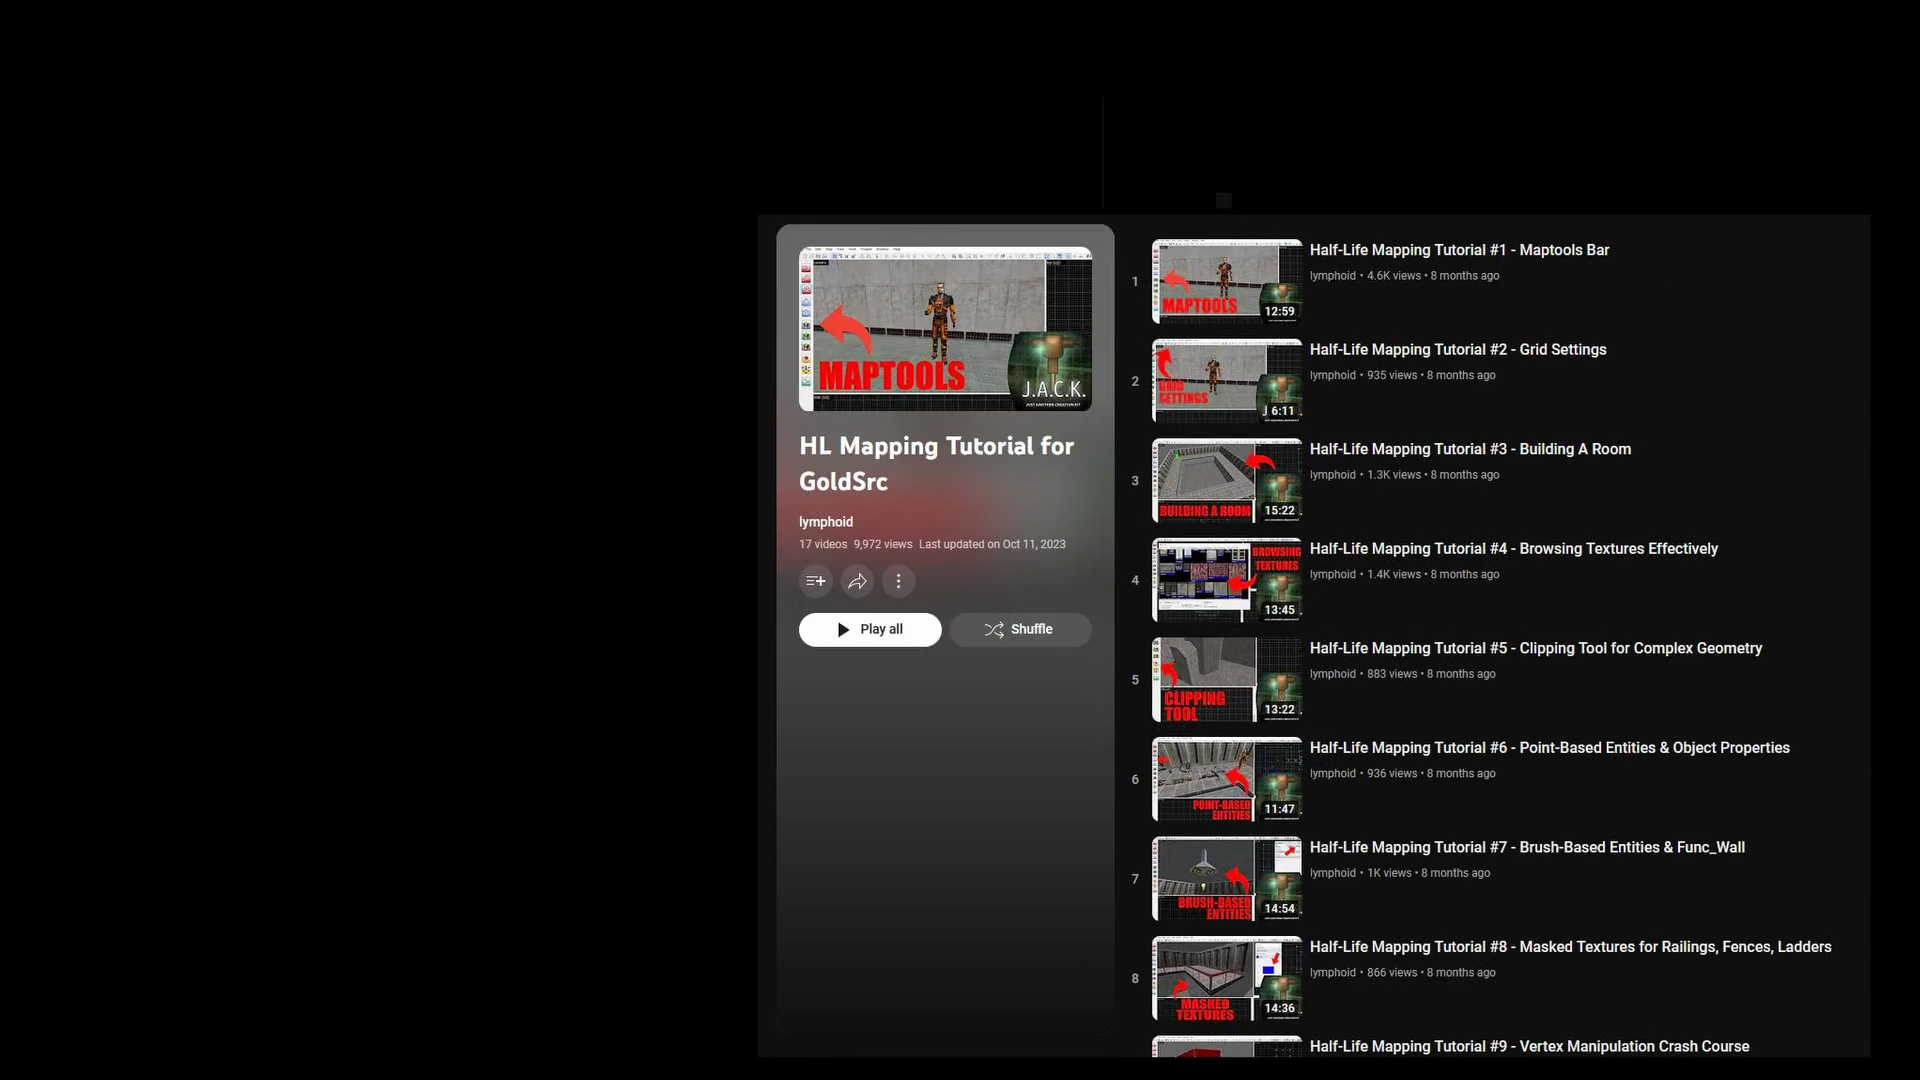 MAPTOOLS
J.A.C.K.
HL Mapping Tutorial for
GoldSrc
lymphoid
17 videos 9,972 views Last updated on Oct 11, 2023
Play all
Shuffle
1
MAPTOOLS
12:59
Half-Life Mapping Tutorial #1 - Maptools Bar
lymphoid • 4.6K views • 8 months ago
2
GRID
SETTINGS
J 6:11
Half-Life Mapping Tutorial #2 - Grid Settings
lymphoid • 935 views • 8 months ago
3
BUILDING A ROOM
15:22
Half-Life Mapping Tutorial #3 - Building A Room
lymphoid • 1.3K views • 8 months ago
4
BROWSING
TEXTURES
13:45
Half-Life Mapping Tutorial #4 - Browsing Textures Effectively
lymphoid • 1.4K views • 8 months ago
5
CLIPPING
TOOL
13:22
Half-Life Mapping Tutorial #5 - Clipping Tool for Complex Geometry
lymphoid • 883 views • 8 months ago
6
POINT-BASED
ENTITIES
11:47
Half-Life Mapping Tutorial #6 - Point-Based Entities & Object Properties
lymphoid • 936 views • 8 months ago
7
BRUSH-BASED
ENTITIES
14:54
Half-Life Mapping Tutorial #7 - Brush-Based Entities & Func_Wall
lymphoid • 1K views • 8 months ago
8
MASKED
TEXTURES
14:36
Half-Life Mapping Tutorial #8 - Masked Textures for Railings, Fences, Ladders
lymphoid • 866 views • 8 months ago
Half-Life Mapping Tutorial #9 - Vertex Manipulation Crash Course